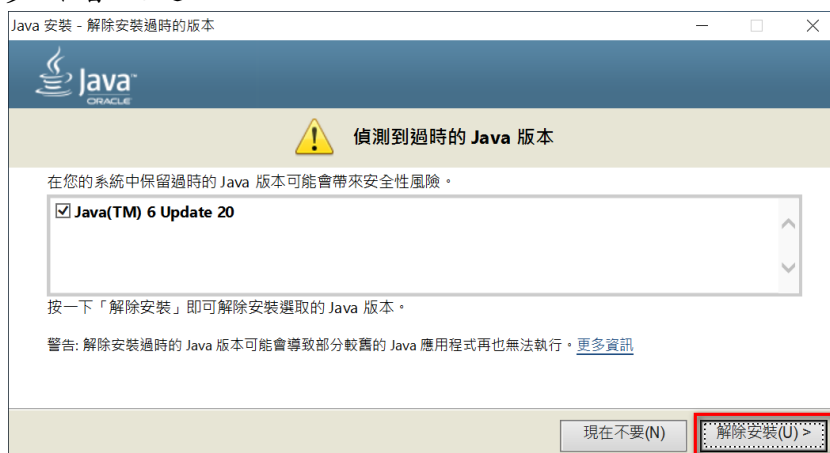 Java 安裝 - 解除安裝過時的版本
Java™
ORACLE
偵測到過時的 Java 版本
在您的系統中保留過時的 Java 版本可能會帶來安全性風險。
Java(TM) 6 Update 20
按一下「解除安裝」即可解除安裝選取的 Java 版本。
警告: 解除安裝過時的 Java 版本可能會導致部分較舊的 Java 應用程式再也無法執行。更多資訊
現在不要(N) 解除安裝(U) >